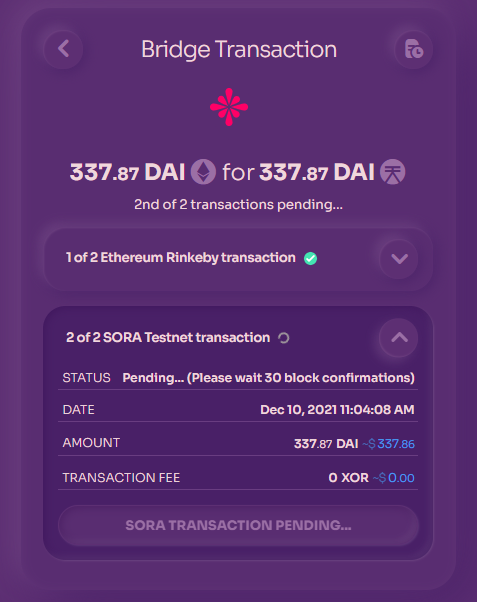 Bridge Transaction
337.87 DAI for 337.87 DAI
2nd of 2 transactions pending...
1 of 2 Ethereum Rinkeby transaction
2 of 2 SORA Testnet transaction
STATUS Pending... (Please wait 30 block confirmations)
DATE Dec 10, 2021 11:04:08 AM
AMOUNT 337.87 DAI ~$ 337.86
TRANSACTION FEE 0 XOR ~$ 0.00
SORA TRANSACTION PENDING...